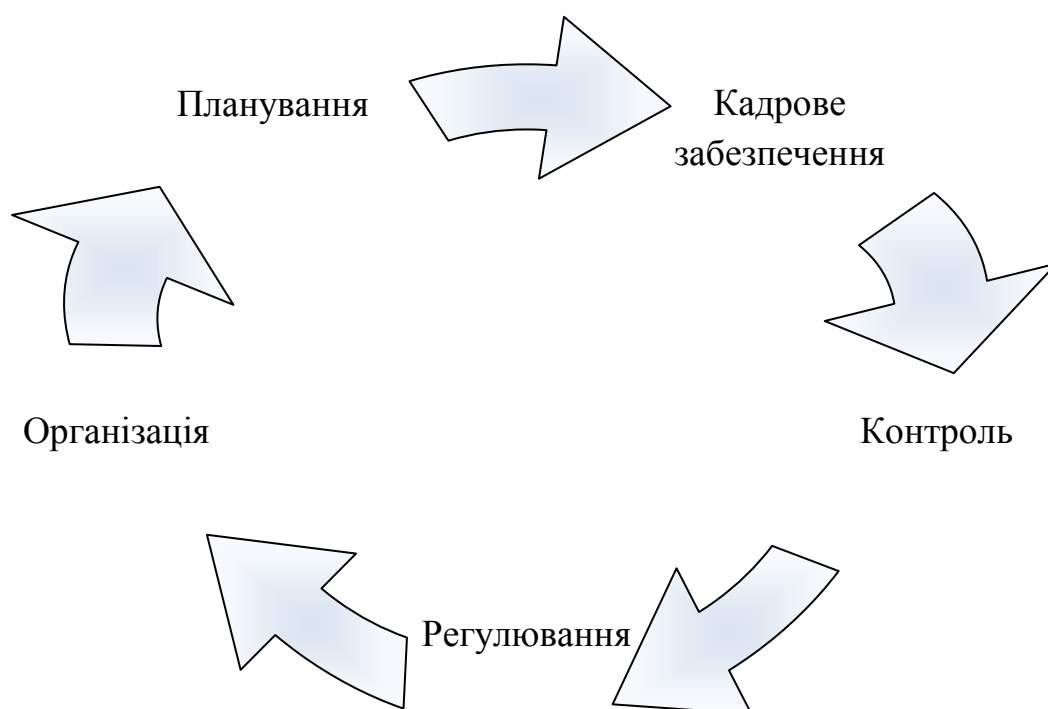 Планування
Кадрове
забезпечення
Контроль
Регулювання
Організація